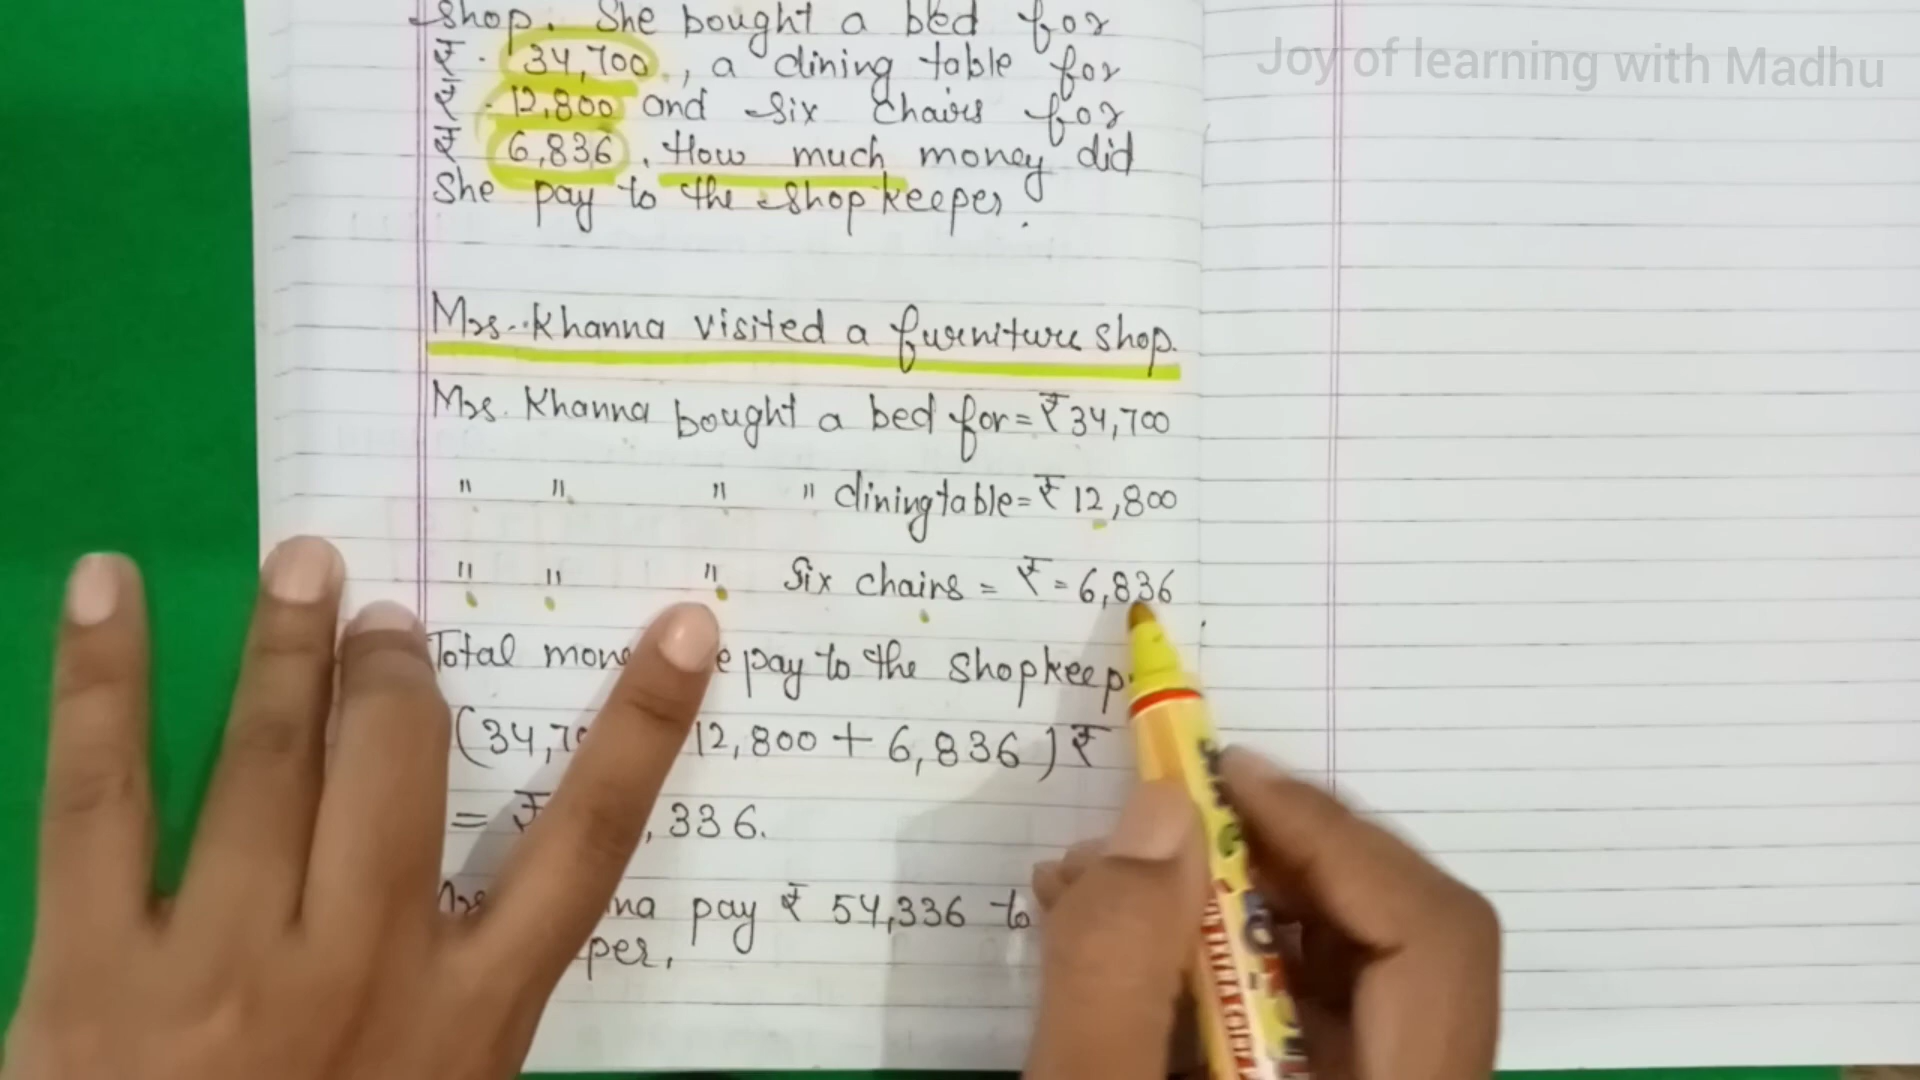 shop. She bought a bed for
₹. 34,700, a dining table for
₹. 12,800 and six chairs for
₹ 6,836. How much money did
She pay to the shopkeeper.
Joy of learning with Madhu
Mrs. Khanna visited a furniture shop.
Mrs. Khanna bought a bed for = ₹ 34,700
" " " " dining table = ₹ 12,800
" " " Six chairs = ₹ = 6,836
Total pay to the shopkeep
(34,7 12,800 + 6,836) ₹
= ₹ ,336.
pay ₹ 54,336 to
per.